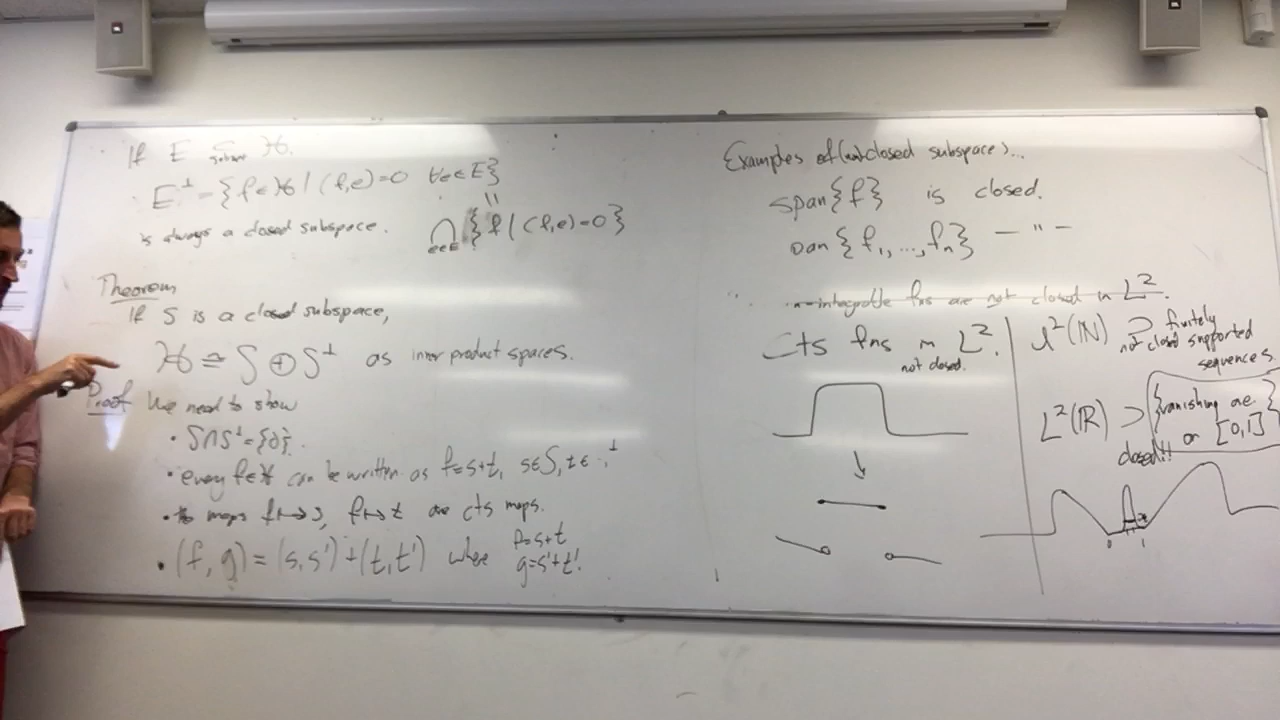 If E ⊆ H.
E^⊥ = {f ∈ H | (f,e)=0 ∀e∈E}
is always a closed subspace.
"
⋂_{e∈E} {f | (f,e)=0}
Theorem
If S is a closed subspace,
H ≅ S ⊕ S^⊥ as inner product spaces.
Proof We need to show
• S∩S^⊥={0}.
• every f∈H can be written as f=s+t, s∈S, t∈ ^⊥
• maps f↦s, f↦t are cts maps.
• (f, g) = (s,s') + (t,t') where f=s+t
g=s'+t'.
Examples of (un)closed subspace)...
span{f} is closed.
pan{f₁,...,fₙ} — " —
-integrable fns are not closed in L².
Cts fns in L².
not closed.
ℓ²(ℕ) ⊃ finitely
not closed supported
sequences
L²(ℝ) ⊃ {vanishing ae
on [0,1]}
closed!!
0 1